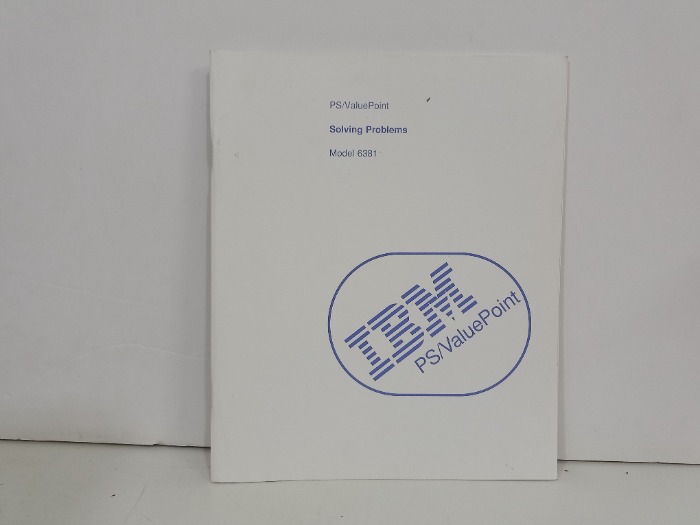 PS/ValuePoint
Solving Problems
Model 6381
IBM
PS/ValuePoint